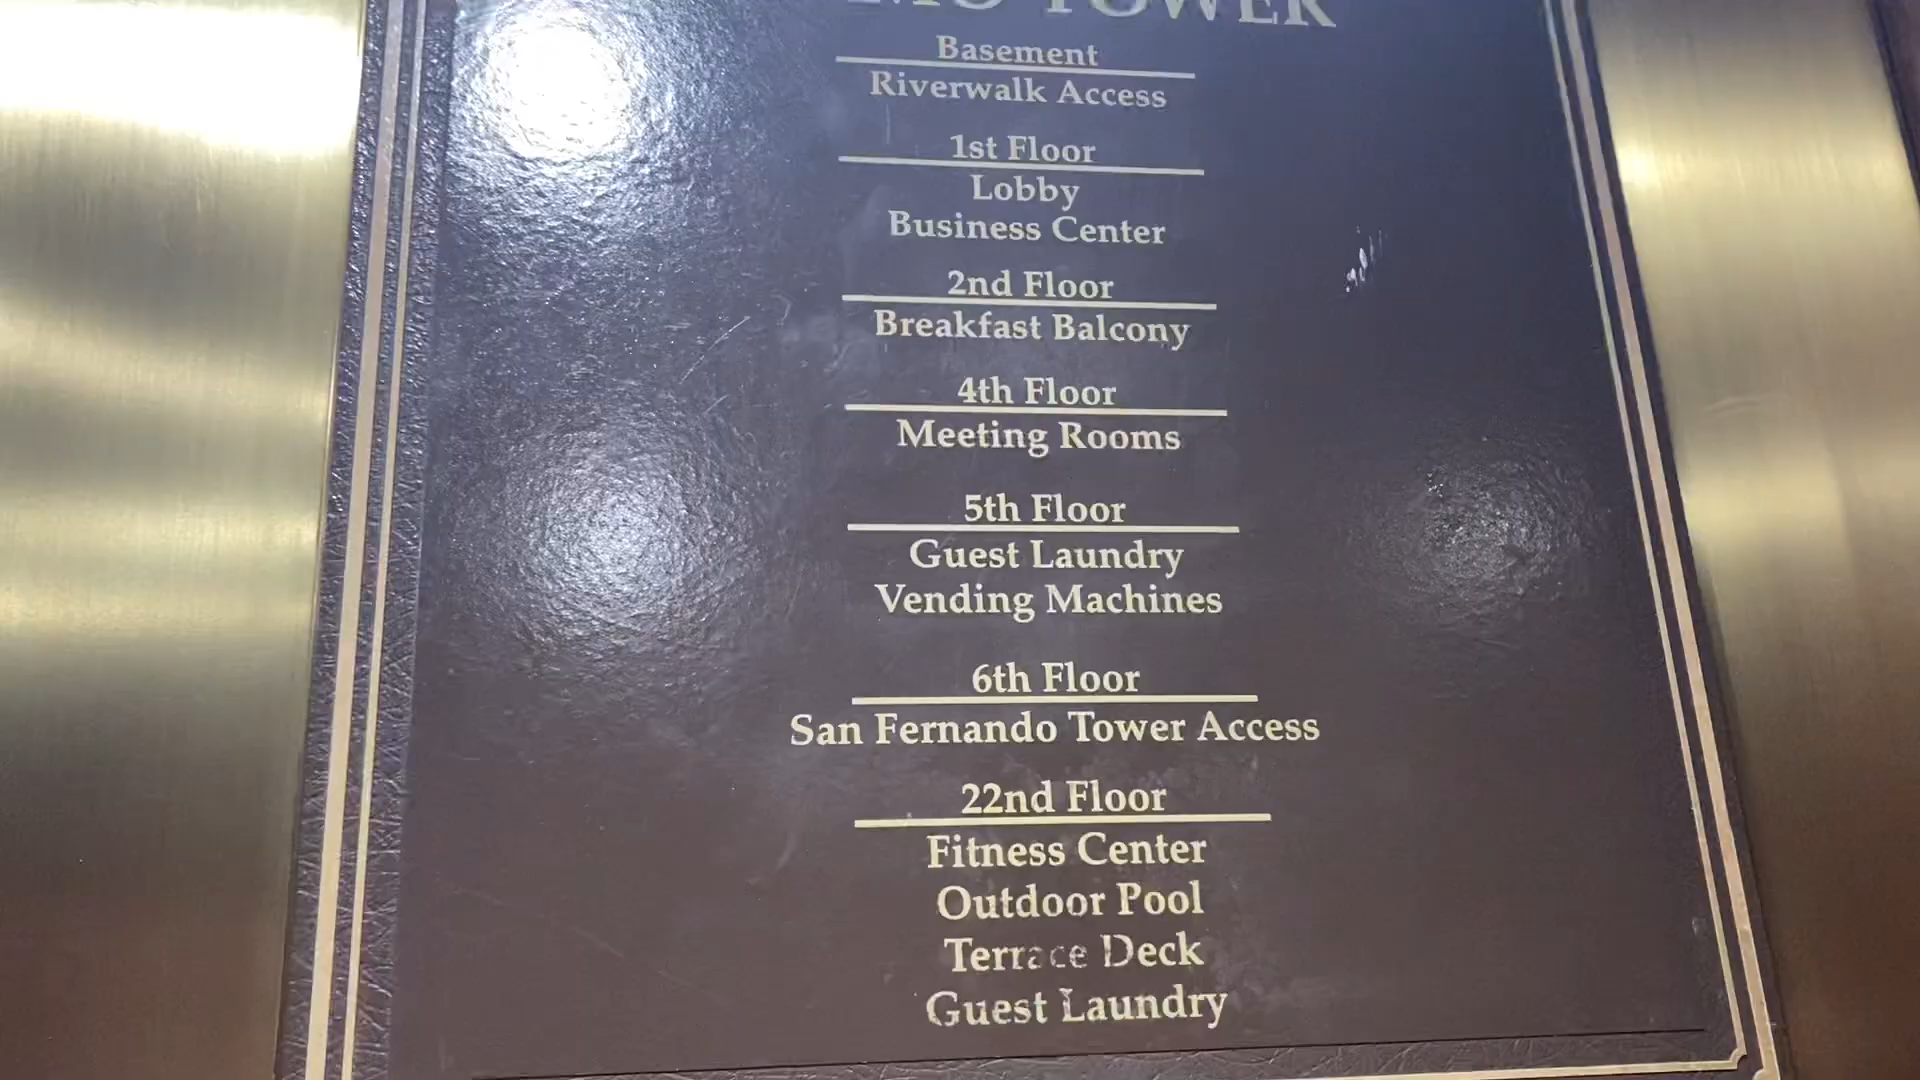 TOWER
Basement
Riverwalk Access
1st Floor
Lobby
Business Center
2nd Floor
Breakfast Balcony
4th Floor
Meeting Rooms
5th Floor
Guest Laundry
Vending Machines
6th Floor
San Fernando Tower Access
22nd Floor
Fitness Center
Outdoor Pool
Terrace Deck
Guest Laundry